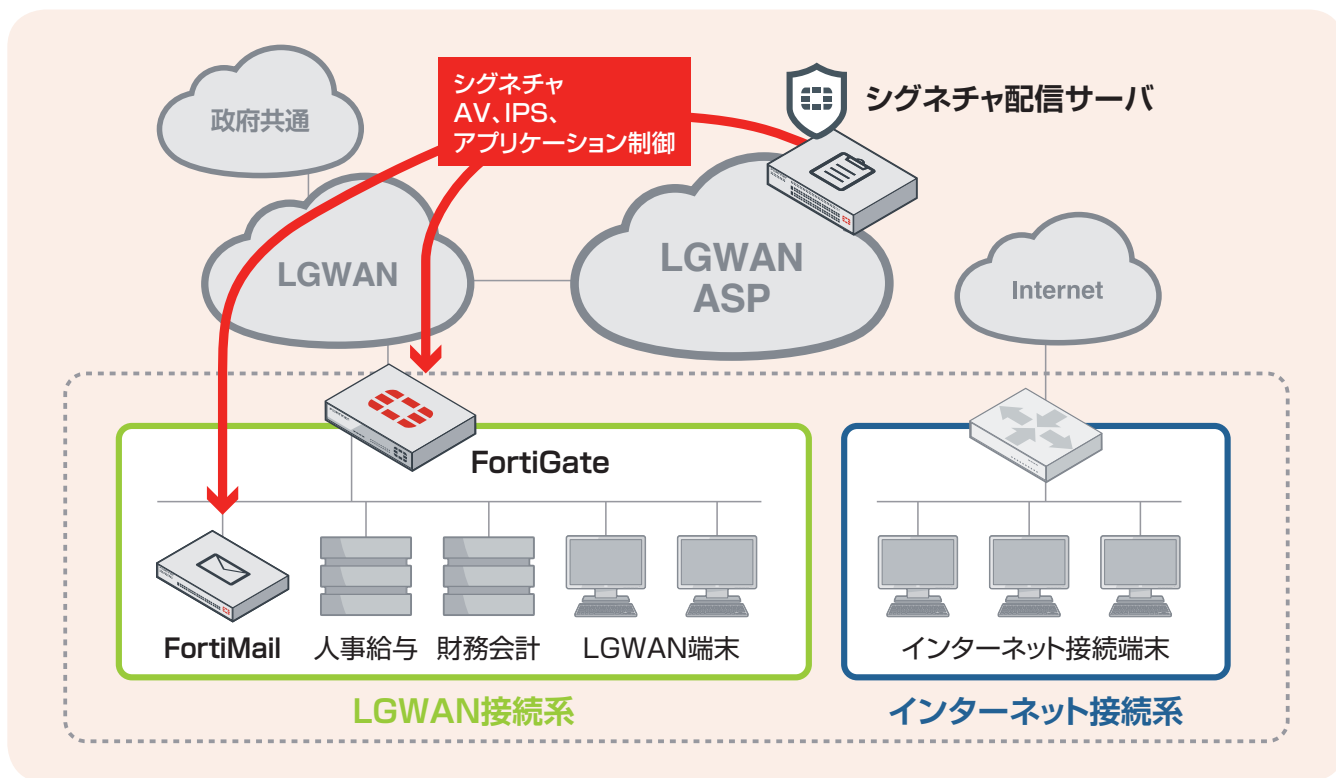 政府共通
シグネチャ
AV、IPS、
アプリケーション制御
シグネチャ配信サーバ
LGWAN
LGWAN
ASP
Internet
FortiGate
FortiMail
人事給与
財務会計
LGWAN端末
インターネット接続端末
LGWAN接続系
インターネット接続系